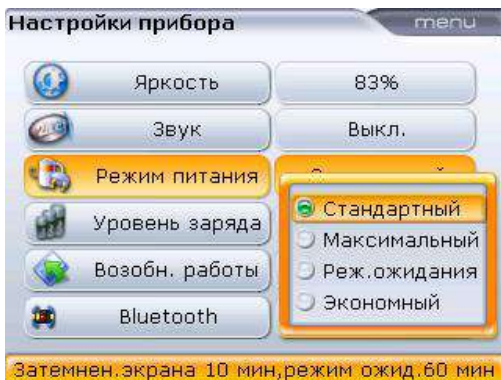 Настройки прибора menu
Яркость 83%
Звук Выкл.
Режим питания
Стандартный
Уровень заряда
Максимальный
Возобн. работы
Реж.ожидания
Экономный
Bluetooth
Затемнен.экрана 10 мин,режим ожид.60 мин